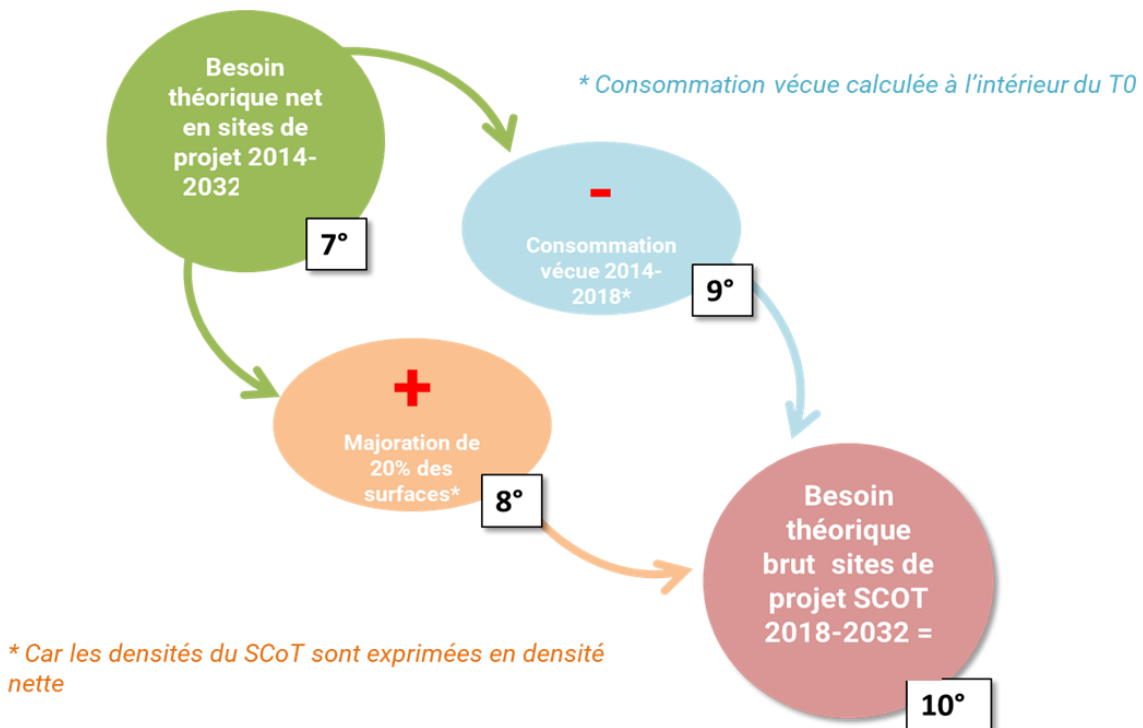 Besoin
théorique net
en sites de
projet 2014-
2032
7°
* Consommation vécue calculée à l'intérieur du T0
-
Consommation
vécue 2014-
2018*
9°
+
Majoration de
20% des
surfaces*
8°
Besoin
théorique
brut sites de
projet SCOT
2018-2032 =
10°
* Car les densités du SCoT sont exprimées en densité
nette